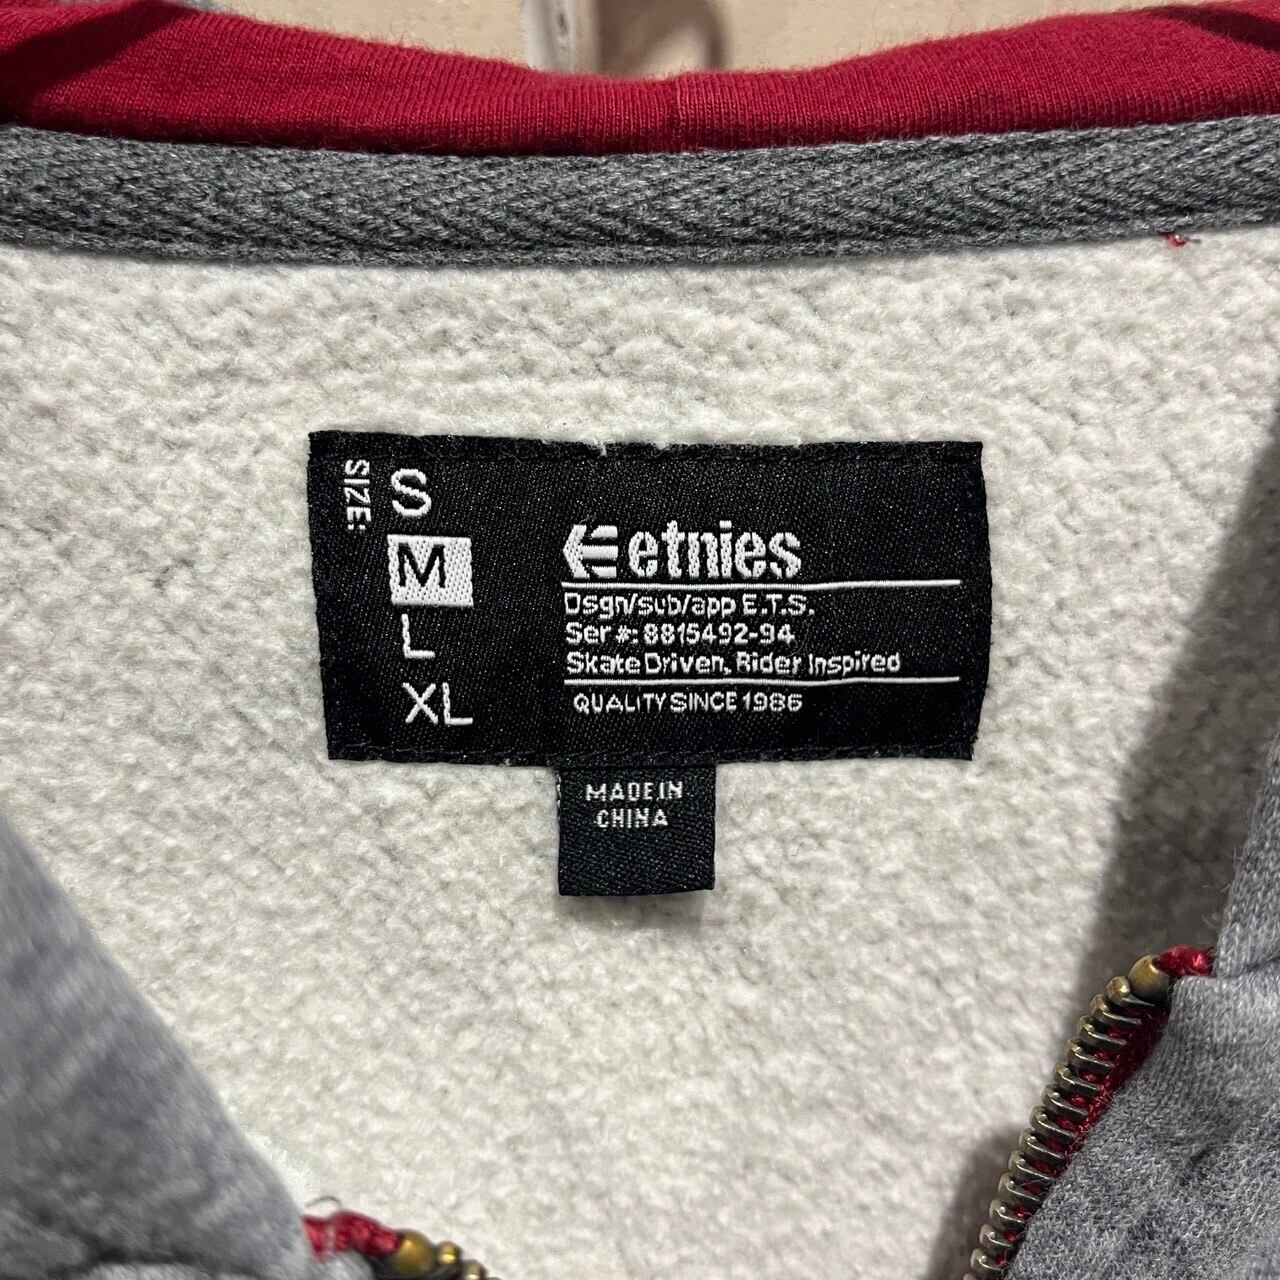 SIZE:
S
M
L
XL
etnies
Dsgn/sub/app E.T.S.
Ser #: 8815492-94
Skate Driven, Rider Inspired
QUALITY SINCE 1986
MADE IN
CHINA